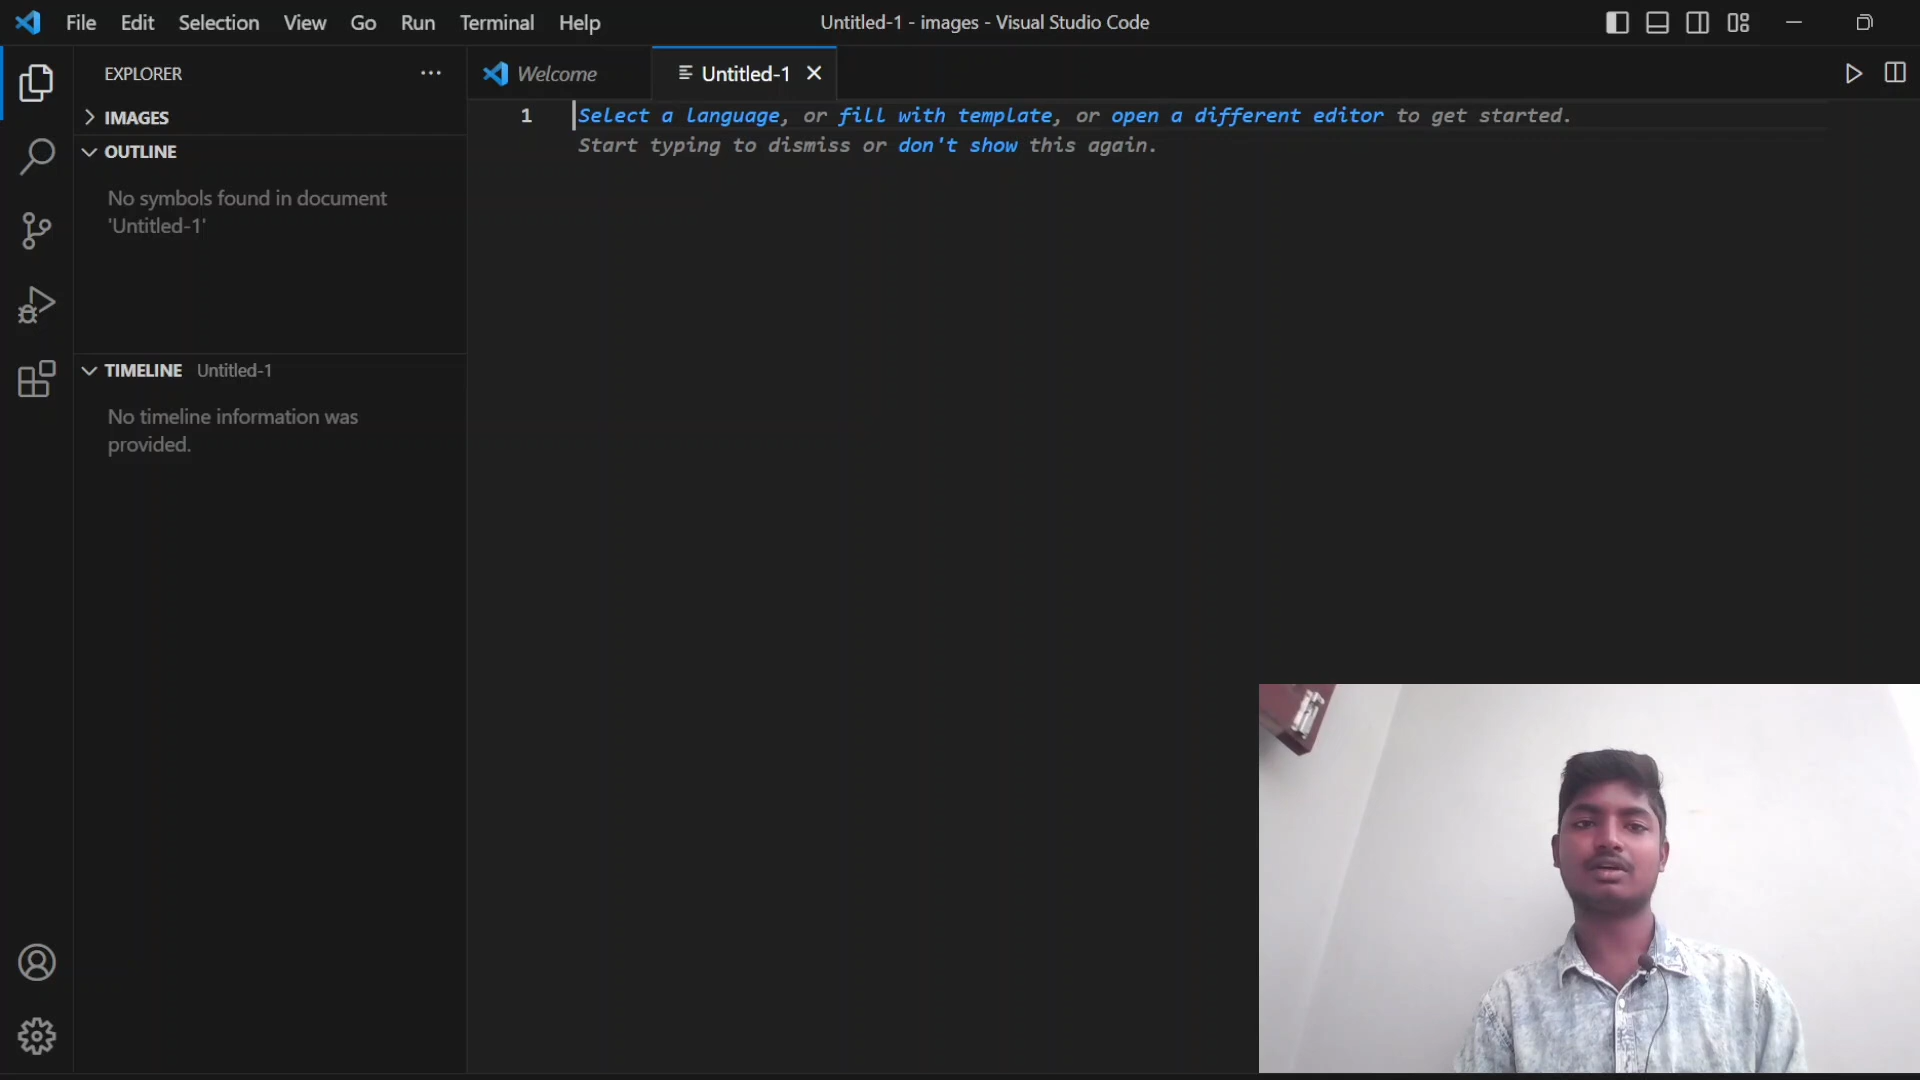 File Edit Selection View Go Run Terminal Help
Untitled-1 - images - Visual Studio Code
EXPLORER
IMAGES
OUTLINE
No symbols found in document
'Untitled-1'
TIMELINE Untitled-1
No timeline information was
provided.
Welcome
Untitled-1
1 Select a language, or fill with template, or open a different editor to get started.
Start typing to dismiss or don't show this again.